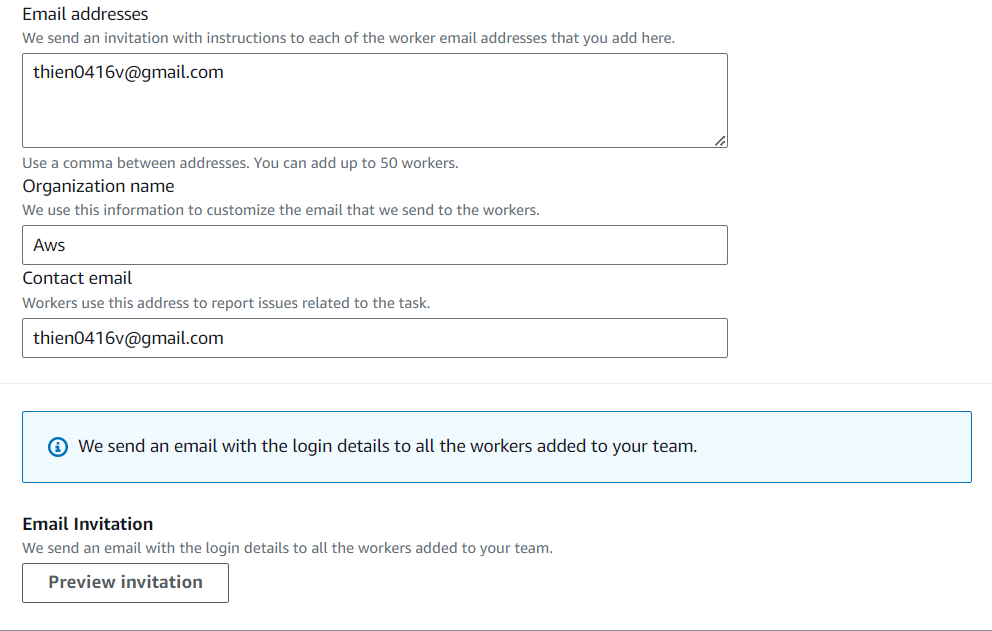 Email addresses
We send an invitation with instructions to each of the worker email addresses that you add here.
thien0416v@gmail.com
Use a comma between addresses. You can add up to 50 workers.
Organization name
We use this information to customize the email that we send to the workers.
Aws
Contact email
Workers use this address to report issues related to the task.
thien0416v@gmail.com
We send an email with the login details to all the workers added to your team.
Email Invitation
We send an email with the login details to all the workers added to your team.
Preview invitation